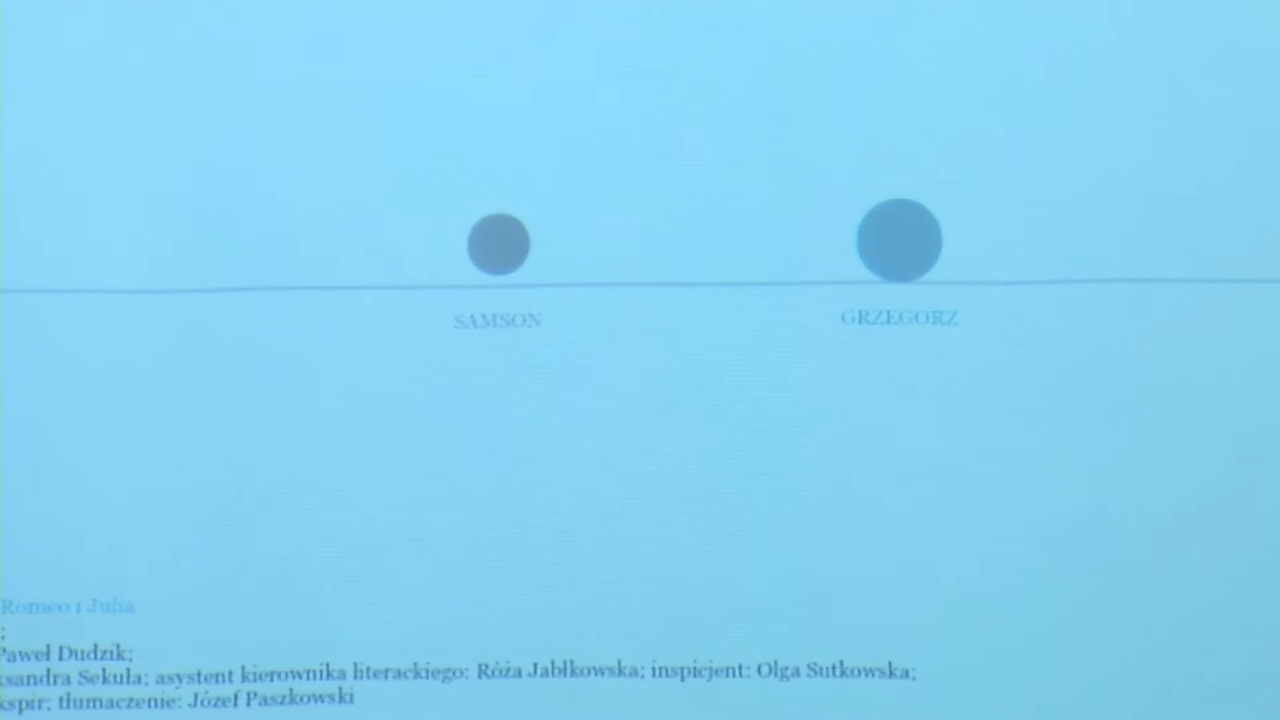 SAMSON
GRZEGORZ
Romeo i Julia
;
Paweł Dudzik;
ksandra Sekuła; asystent kierownika literackiego: Róża Jabłkowska; inspicjent: Olga Sutkowska;
kspir; tłumaczenie: Józef Paszkowski